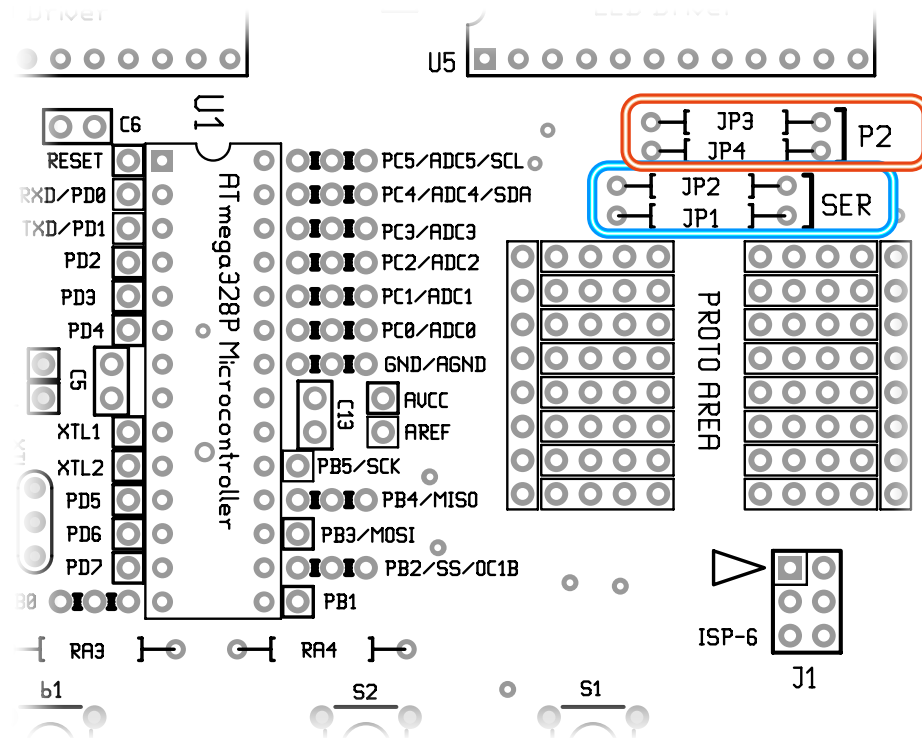 U5
U1
C6
JP3
JP4
P2
JP2
JP1
SER
RESET
RXD/PD0
TXD/PD1
PD2
PD3
PD4
C5
XTL1
XTL2
PD5
PD6
PD7
ATmega328P Microcontroller
PC5/ADC5/SCL
PC4/ADC4/SDA
PC3/ADC3
PC2/ADC2
PC1/ADC1
PC0/ADC0
GND/AGND
C13
AVCC
AREF
PB5/SCK
PB4/MISO
PB3/MOSI
PB2/SS/OC1B
PB1
PROTO AREA
ISP-6
J1
RA3
RA4
S2
S1